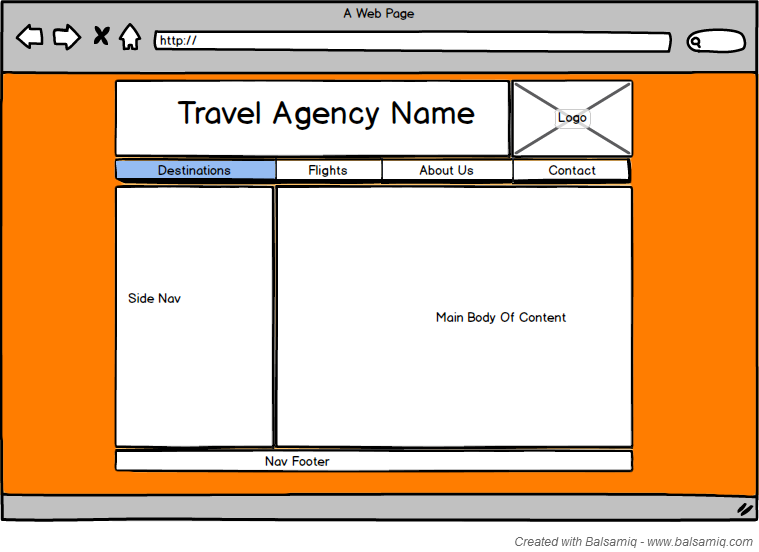 A Web Page
http://
Travel Agency Name
Logo
Destinations
Flights
About Us
Contact
Side Nav
Main Body Of Content
Nav Footer
Created with Balsamiq - www.balsamiq.com